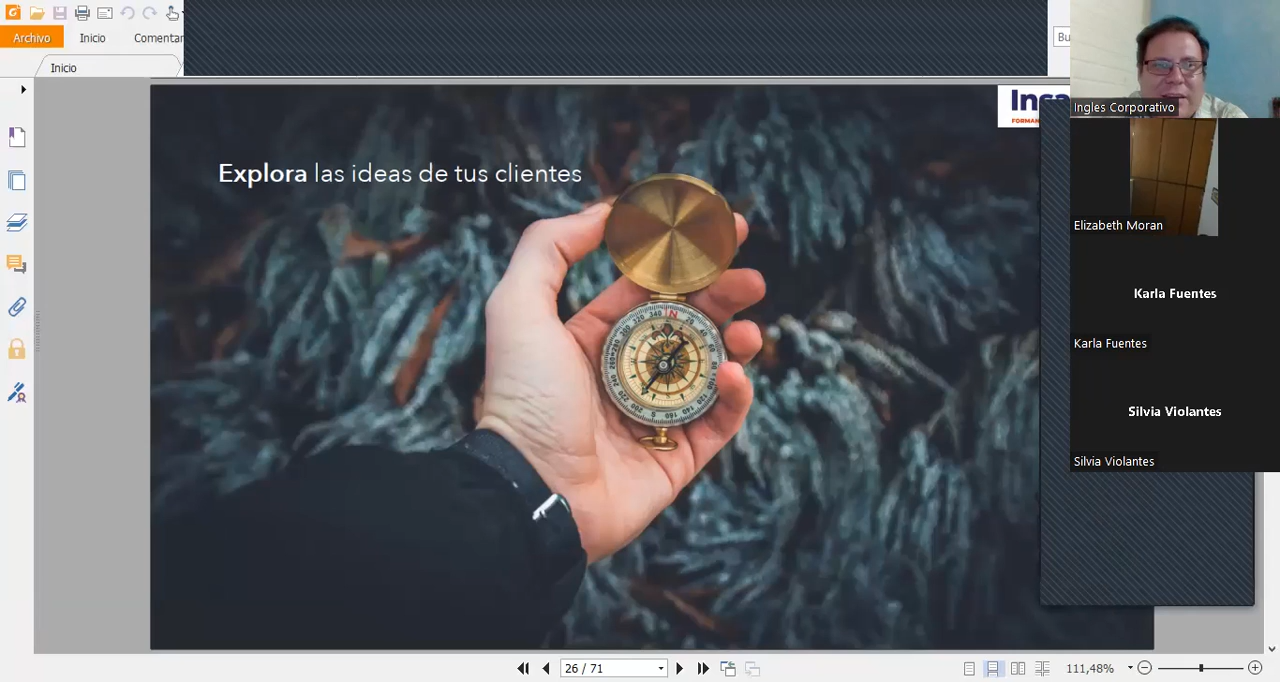 Archivo
Inicio
Comentar
Bu
Inicio
Explora las ideas de tus clientes
Ingles Corporativo
Elizabeth Moran
Karla Fuentes
Karla Fuentes
Silvia Violantes
Silvia Violantes
26 / 71
111,48%